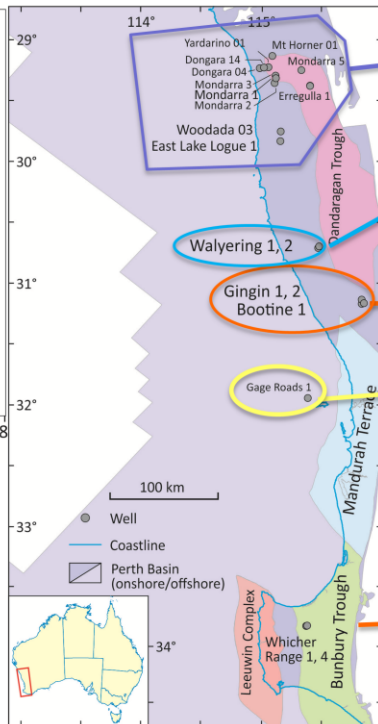 114°
115°
29°
Yardarino 01
Mt Horner 01
Dongara 14
Mondarra 5
Dongara 04
Mondarra 3
Mondarra 1
Erregulla 1
Mondarra 2
Woodada 03
East Lake Logue 1
30°
Dandaragan Trough
Walyering 1, 2
31°
Gingin 1, 2
Bootine 1
Gage Roads 1
32°
Mandurah Terrace
100 km
Well
33°
Coastline
Perth Basin
(onshore/offshore)
Leeuwin Complex
Bunbury Trough
Whicher
Range 1, 4
34°